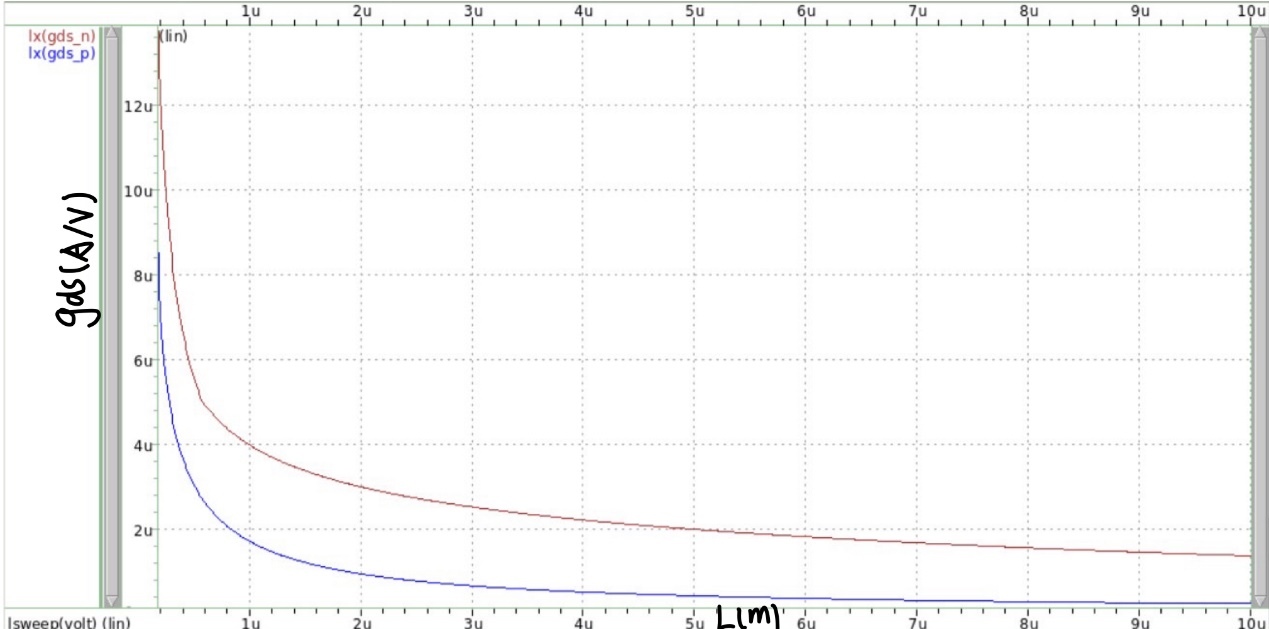 1u 2u 3u 4u 5u 6u 7u 8u 9u 10u
lx(gds_n)
lx(gds_p)
(lin)
12u
10u
8u
6u
4u
2u
gds(A/V)
lsweep(volt) (lin)
1u 2u 3u 4u 5u 6u 7u 8u 9u 10u
L(m)